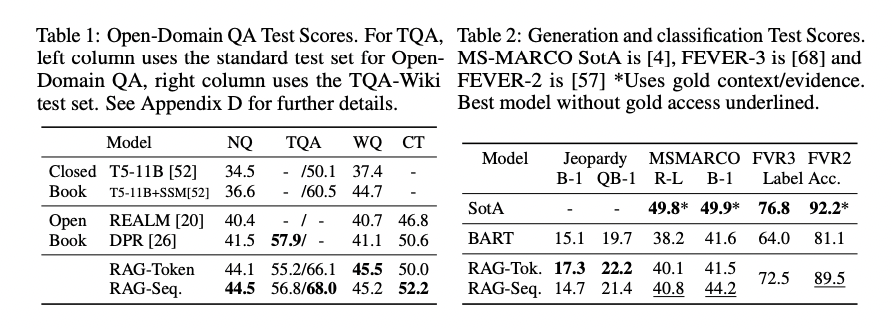 Table 1: Open-Domain QA Test Scores. For TQA,
left column uses the standard test set for Open-
Domain QA, right column uses the TQA-Wiki
test set. See Appendix D for further details.
Model NQ TQA WQ CT
Closed T5-11B [52] 34.5 - /50.1 37.4 -
Book T5-11B+SSM[52] 36.6 - /60.5 44.7 -
Open REALM [20] 40.4 - / - 40.7 46.8
Book DPR [26] 41.5 57.9/ - 41.1 50.6
RAG-Token 44.1 55.2/66.1 45.5 50.0
RAG-Seq. 44.5 56.8/68.0 45.2 52.2
Table 2: Generation and classification Test Scores.
MS-MARCO SotA is [4], FEVER-3 is [68] and
FEVER-2 is [57] *Uses gold context/evidence.
Best model without gold access underlined.
Model Jeopardy MSMARCO FVR3 FVR2
B-1 QB-1 R-L B-1 Label Acc.
SotA - - 49.8* 49.9* 76.8 92.2*
BART 15.1 19.7 38.2 41.6 64.0 81.1
RAG-Tok. 17.3 22.2 40.1 41.5
72.5 89.5
RAG-Seq. 14.7 21.4 40.8 44.2